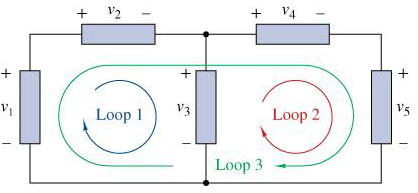 + v₂ − + v₄ −
+ + +
v₁ Loop 1 v₃ Loop 2 v₅
− − −
Loop 3